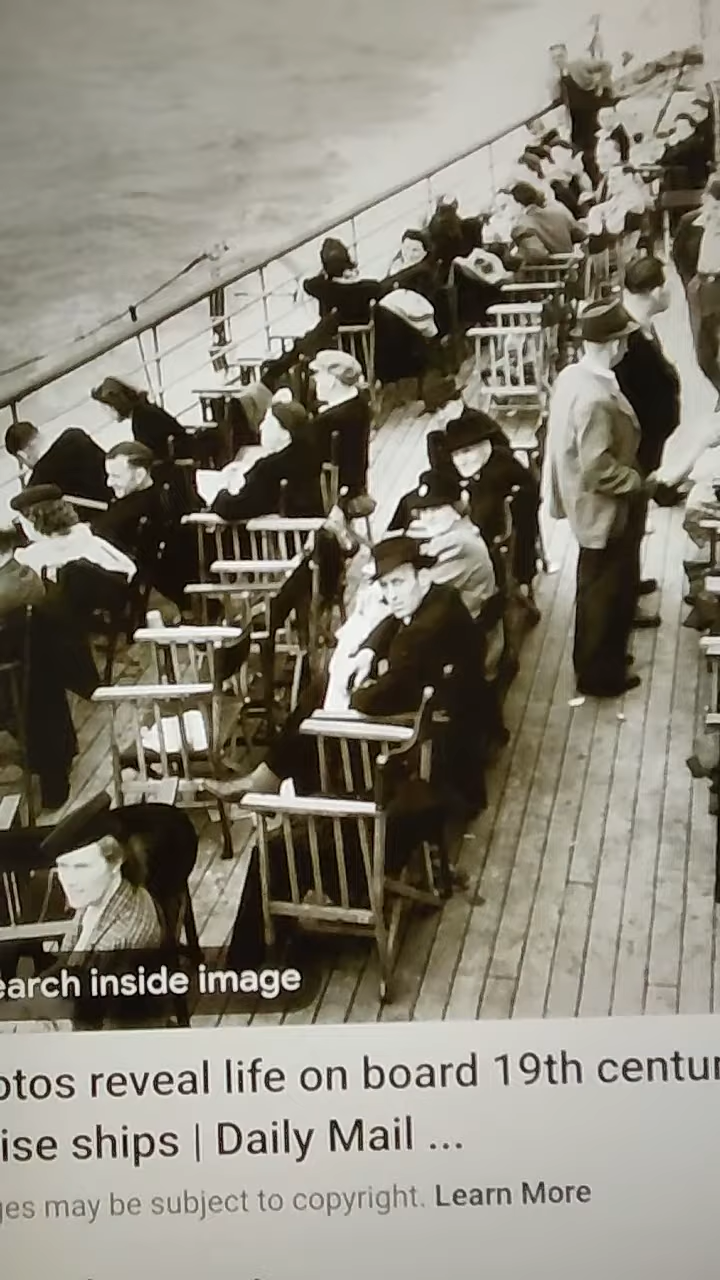 earch inside image
otos reveal life on board 19th centur
ise ships | Daily Mail ...
ges may be subject to copyright. Learn More